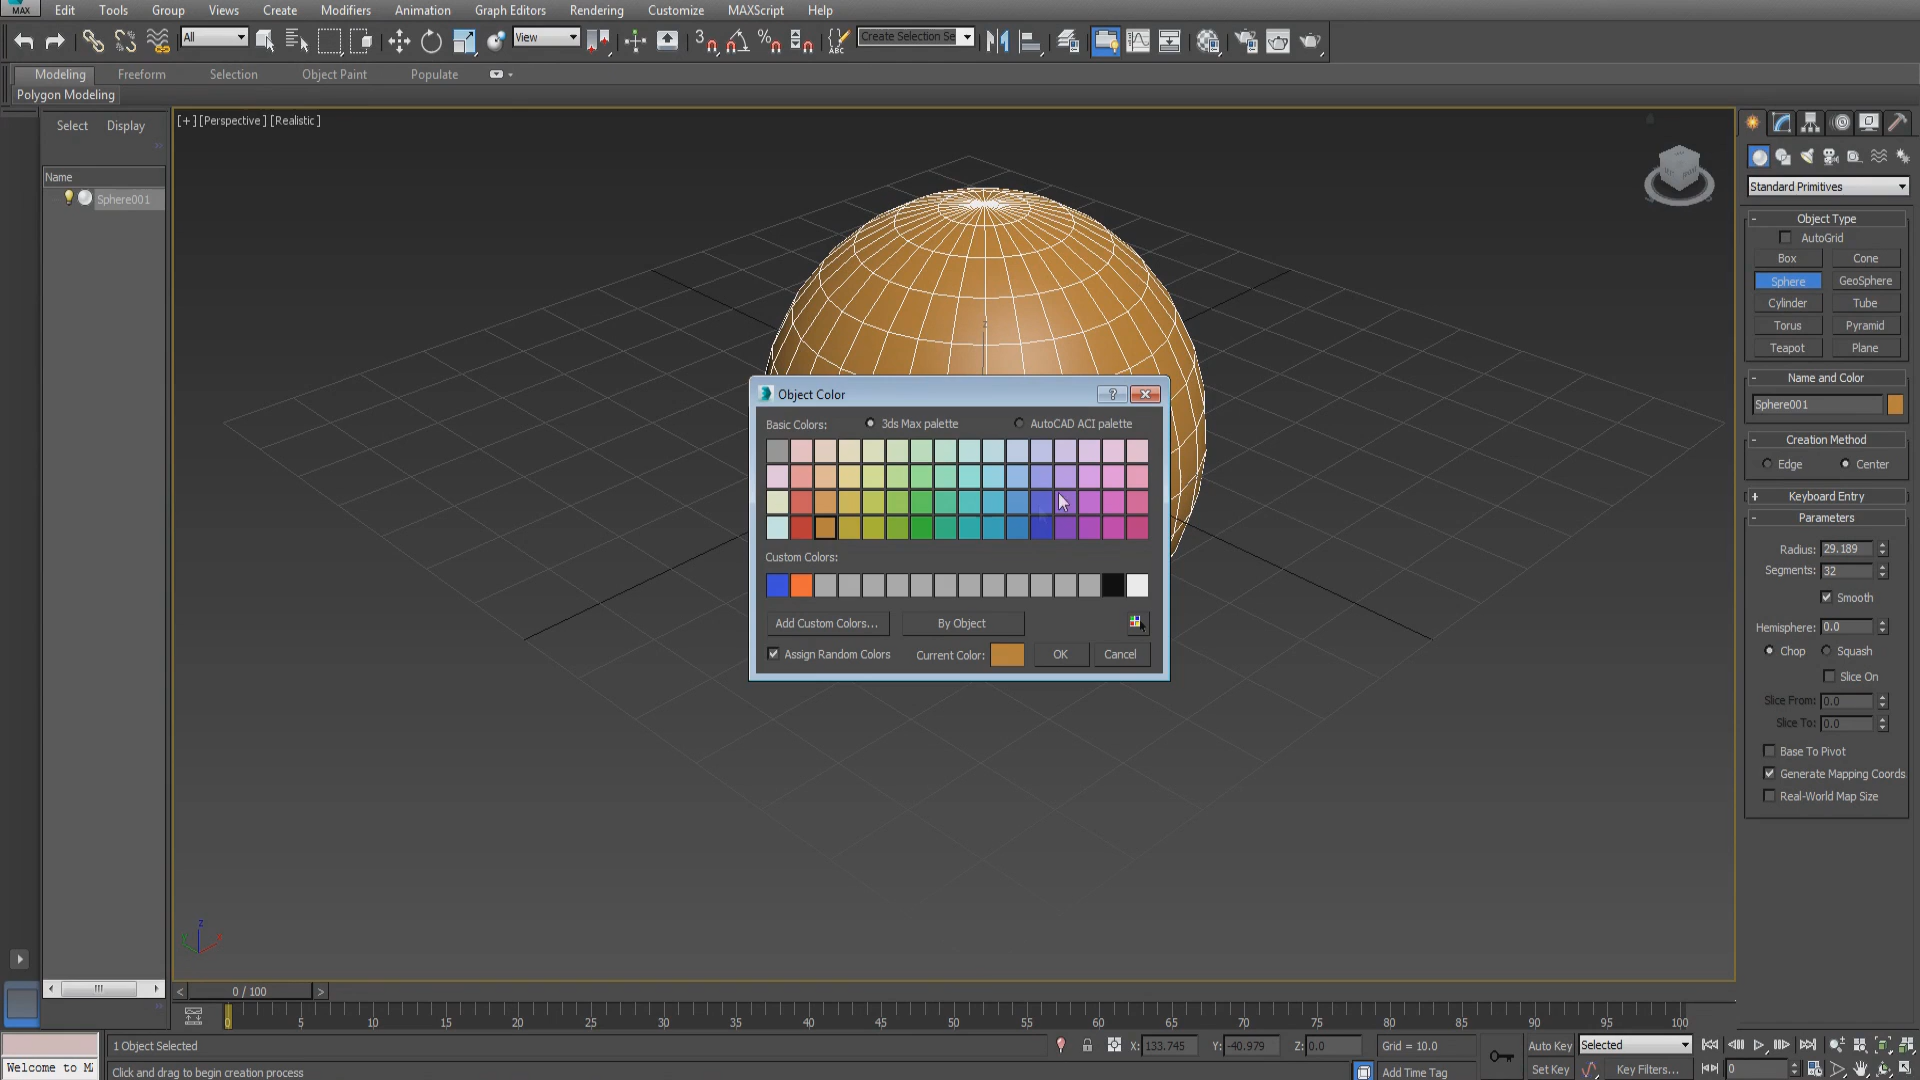 MAX
Edit Tools Group Views Create Modifiers Animation Graph Editors Rendering Customize MAXScript Help
All View 3 % ABC Create Selection Se
Modeling Freeform Selection Object Paint Populate
Polygon Modeling
Select Display
Name
Sphere001
[+] [Perspective] [Realistic]
Standard Primitives
- Object Type
AutoGrid
Box Cone
Sphere GeoSphere
Cylinder Tube
Torus Pyramid
Teapot Plane
- Name and Color
Sphere001
- Creation Method
Edge Center
+ Keyboard Entry
- Parameters
Radius: 29.189
Segments: 32
Smooth
Hemisphere: 0.0
Chop Squash
Slice On
Slice From: 0.0
Slice To: 0.0
Base To Pivot
Generate Mapping Coords
Real-World Map Size
Object Color
Basic Colors: 3ds Max palette AutoCAD ACI palette
Custom Colors:
Add Custom Colors... By Object
Assign Random Colors Current Color: OK Cancel
z
z
< 0 / 100 >
0 5 10 15 20 25 30 35 40 45 50 55 60 65 70 75 80 85 90 95 100
1 Object Selected X: 133.745 Y: -40.979 Z: 0.0 Grid = 10.0 Auto Key Selected
Welcome to M
Click and drag to begin creation process Add Time Tag Set Key Key Filters... 0